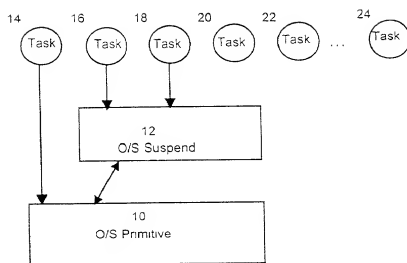 14 16 18 20 22 24
Task Task Task Task Task ... Task
12
O/S Suspend
10
O/S Primitive